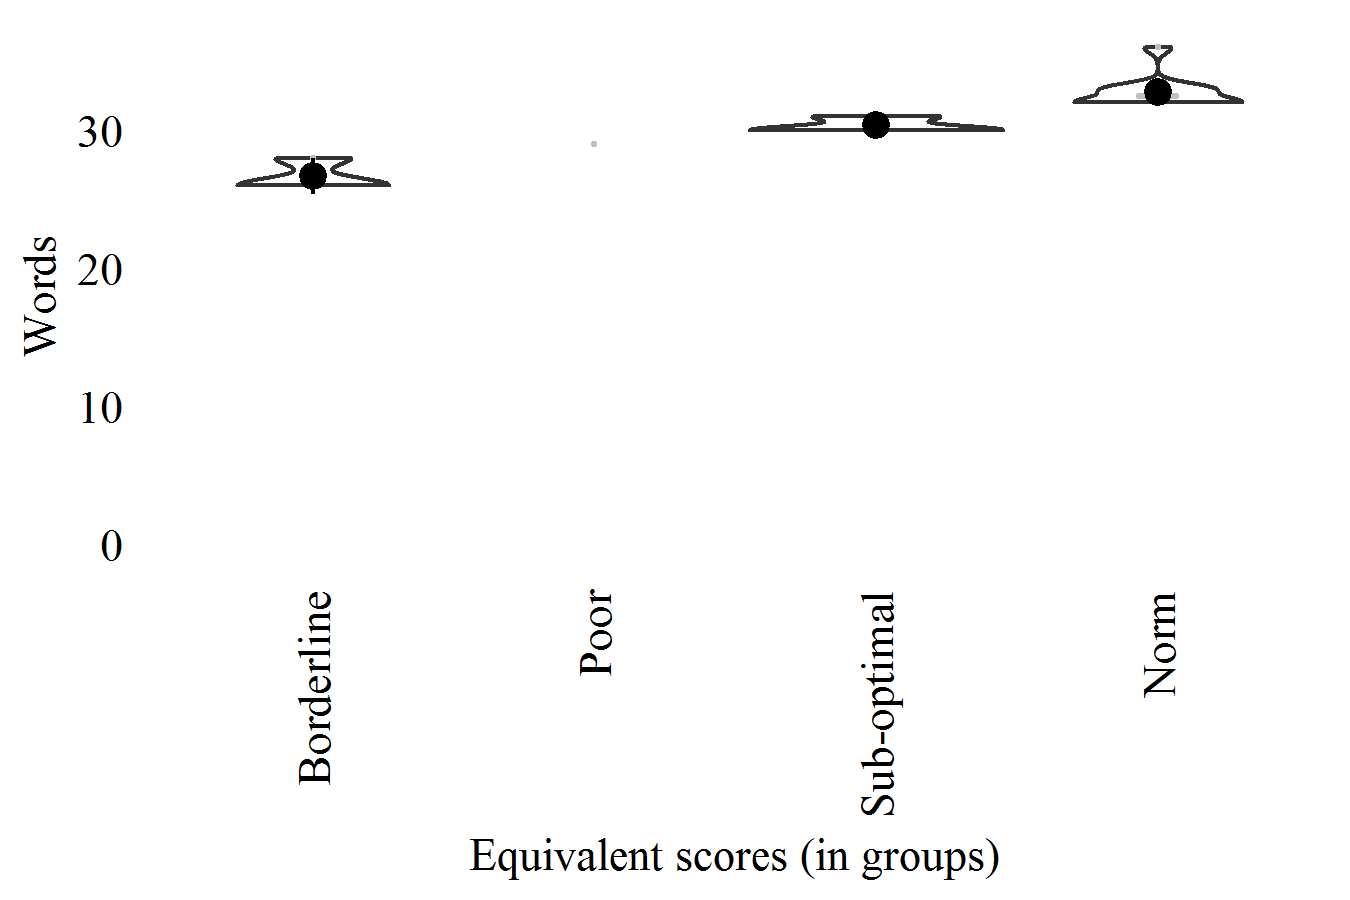 30
20
10
0
Words
Borderline
Poor
Sub-optimal
Norm
Equivalent scores (in groups)